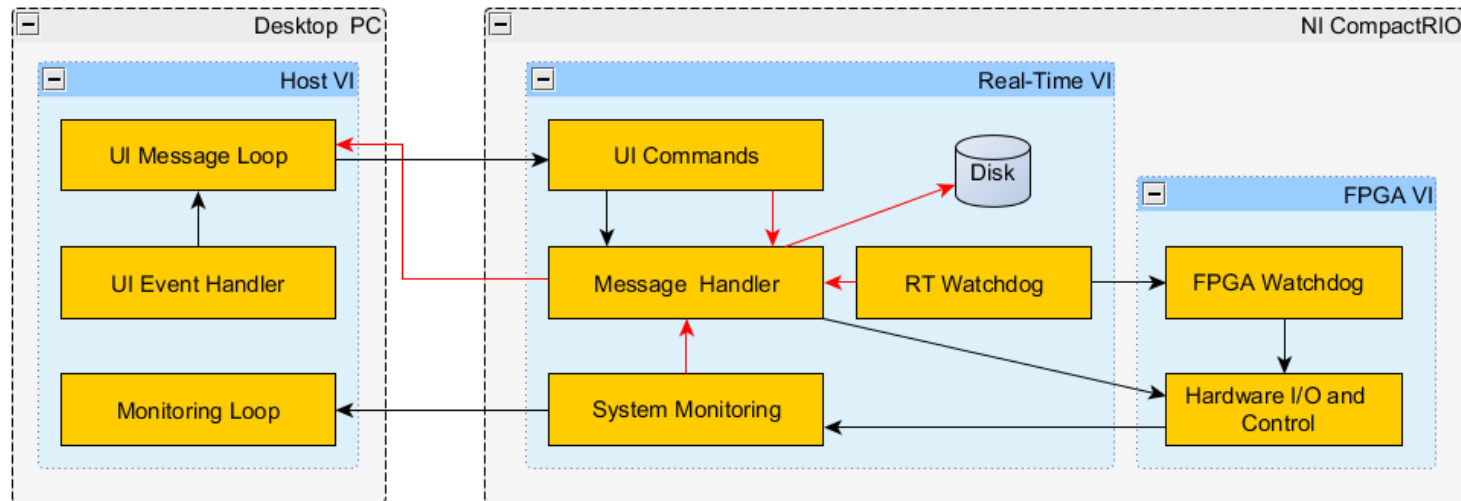 Desktop PC
NI CompactRIO
Host VI
Real-Time VI
UI Message Loop
UI Commands
Disk
FPGA VI
UI Event Handler
Message Handler
RT Watchdog
FPGA Watchdog
Monitoring Loop
System Monitoring
Hardware I/O and
Control